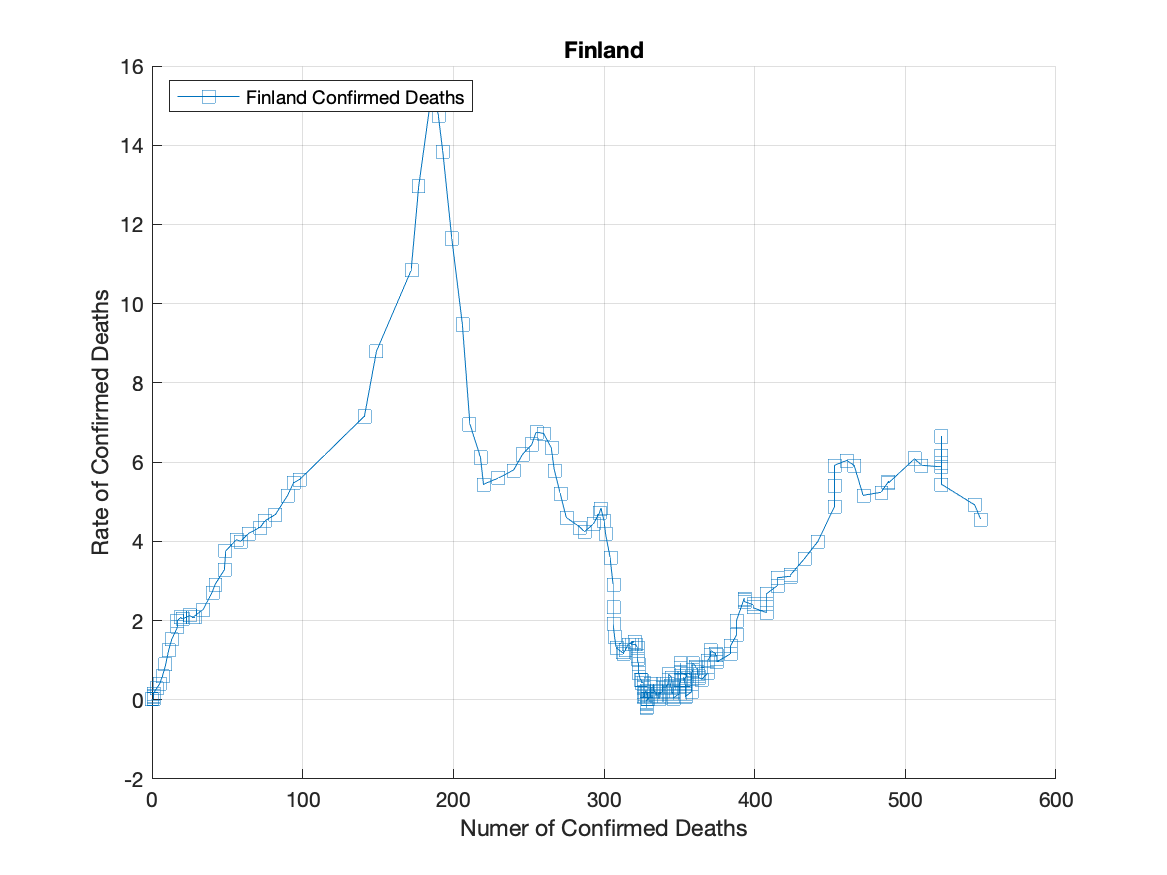 Finland
Finland Confirmed Deaths
16
14
12
10
8
6
4
2
0
-2
Rate of Confirmed Deaths
0 100 200 300 400 500 600
Numer of Confirmed Deaths